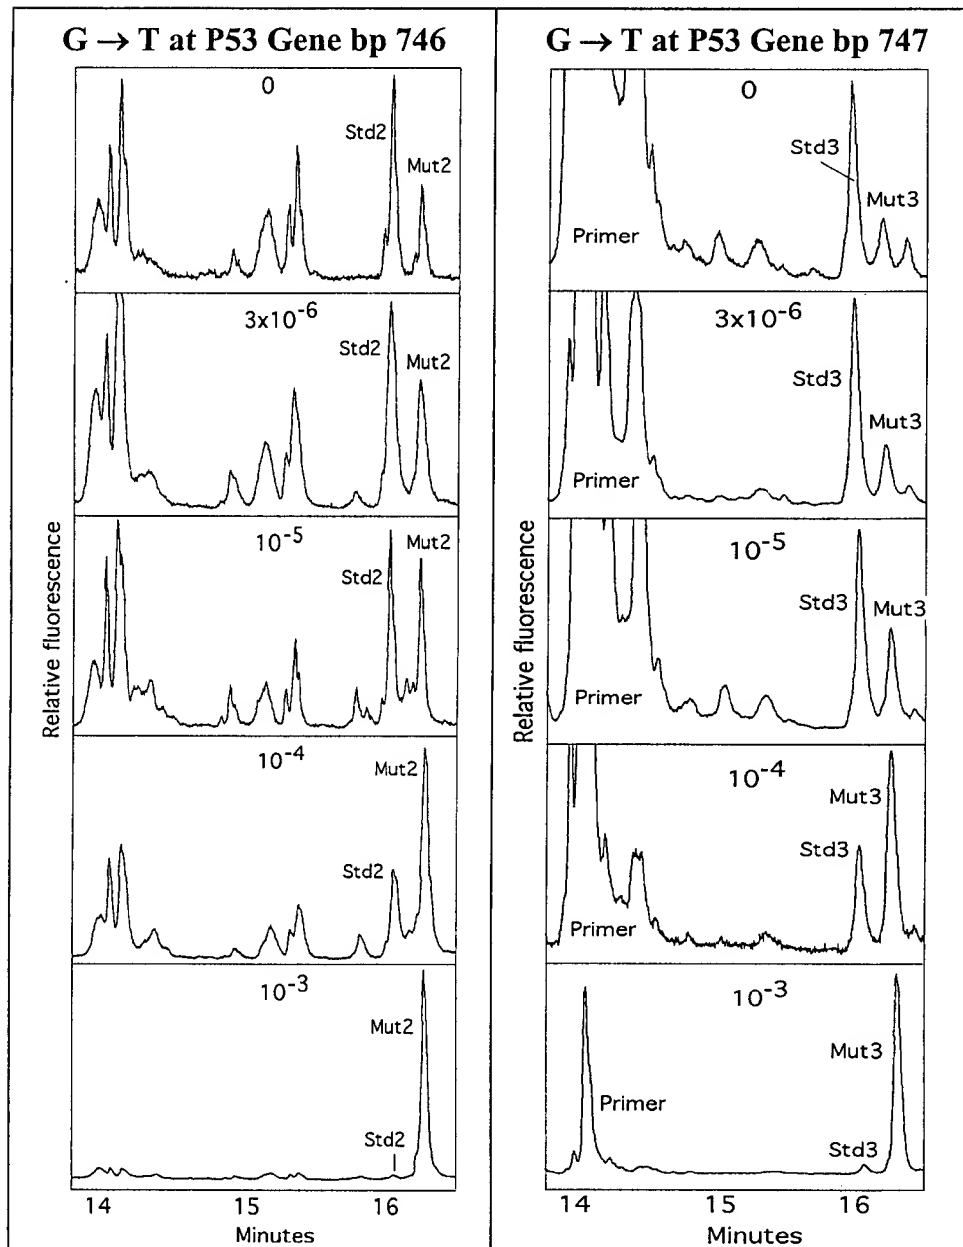 G → T at P53 Gene bp 746
0
Std2
Mut2
3x10⁻⁶
Std2
Mut2
10⁻⁵
Mut2
Std2
10⁻⁴
Mut2
Std2
10⁻³
Mut2
Std2
Relative fluorescence
14 15 16
Minutes
G → T at P53 Gene bp 747
0
Std3
Mut3
Primer
3x10⁻⁶
Std3
Mut3
Primer
10⁻⁵
Std3
Mut3
Primer
10⁻⁴
Mut3
Std3
Primer
10⁻³
Mut3
Primer
Std3
Relative fluorescence
14 15 16
Minutes